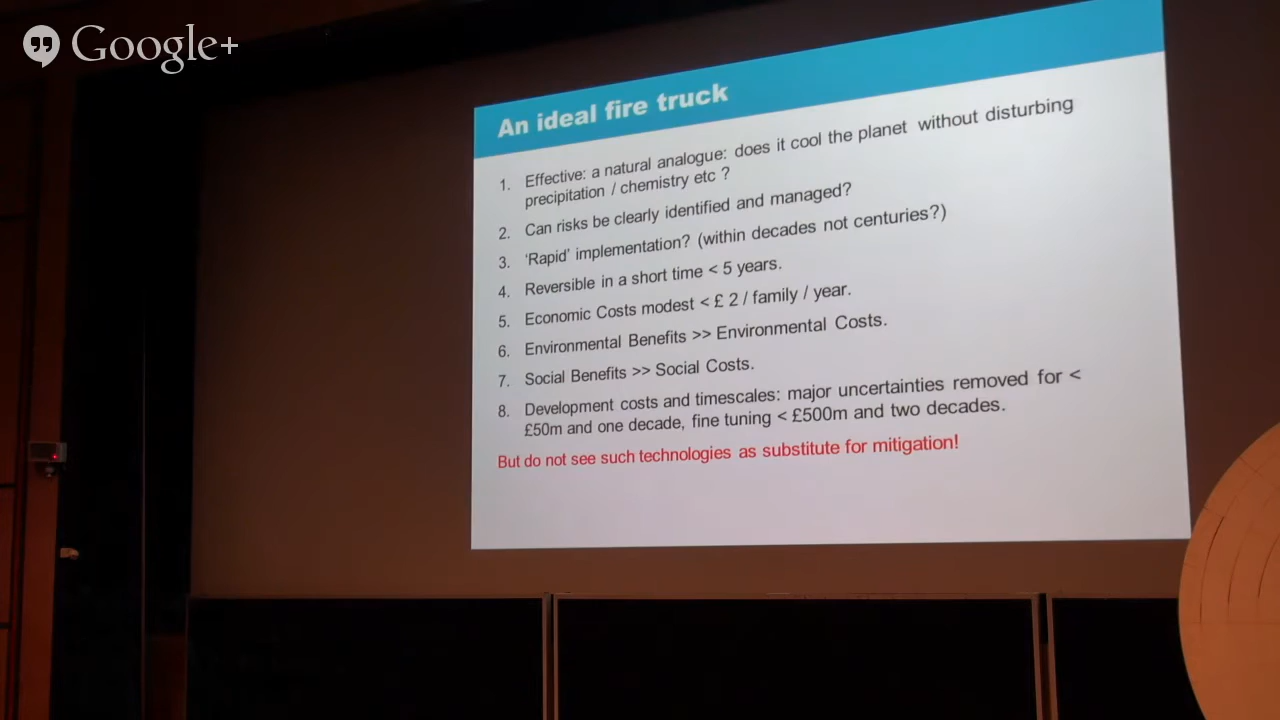 Google+
An ideal fire truck
1. Effective: a natural analogue: does it cool the planet without disturbing
precipitation / chemistry etc ?
2. Can risks be clearly identified and managed?
3. ‘Rapid’ implementation? (within decades not centuries?)
4. Reversible in a short time < 5 years.
5. Economic Costs modest < £ 2 / family / year.
6. Environmental Benefits >> Environmental Costs.
7. Social Benefits >> Social Costs.
8. Development costs and timescales: major uncertainties removed for <
£50m and one decade, fine tuning < £500m and two decades.
But do not see such technologies as substitute for mitigation!